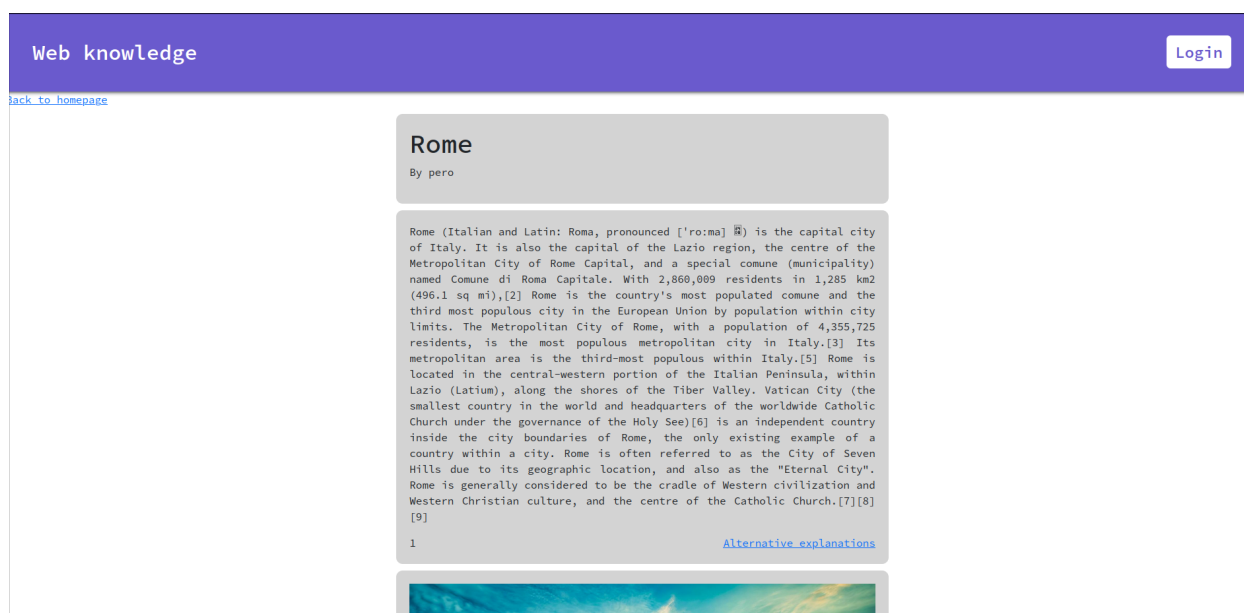 Web knowledge
Login
Back to homepage
Rome
By pero
Rome (Italian and Latin: Roma, pronounced ['ro:ma] ) is the capital city
of Italy. It is also the capital of the Lazio region, the centre of the
Metropolitan City of Rome Capital, and a special comune (municipality)
named Comune di Roma Capitale. With 2,860,009 residents in 1,285 km2
(496.1 sq mi),[2] Rome is the country's most populated comune and the
third most populous city in the European Union by population within city
limits. The Metropolitan City of Rome, with a population of 4,355,725
residents, is the most populous metropolitan city in Italy.[3] Its
metropolitan area is the third-most populous within Italy.[5] Rome is
located in the central-western portion of the Italian Peninsula, within
Lazio (Latium), along the shores of the Tiber Valley. Vatican City (the
smallest country in the world and headquarters of the worldwide Catholic
Church under the governance of the Holy See)[6] is an independent country
inside the city boundaries of Rome, the only existing example of a
country within a city. Rome is often referred to as the City of Seven
Hills due to its geographic location, and also as the "Eternal City".
Rome is generally considered to be the cradle of Western civilization and
Western Christian culture, and the centre of the Catholic Church.[7][8]
[9]
1
Alternative explanations